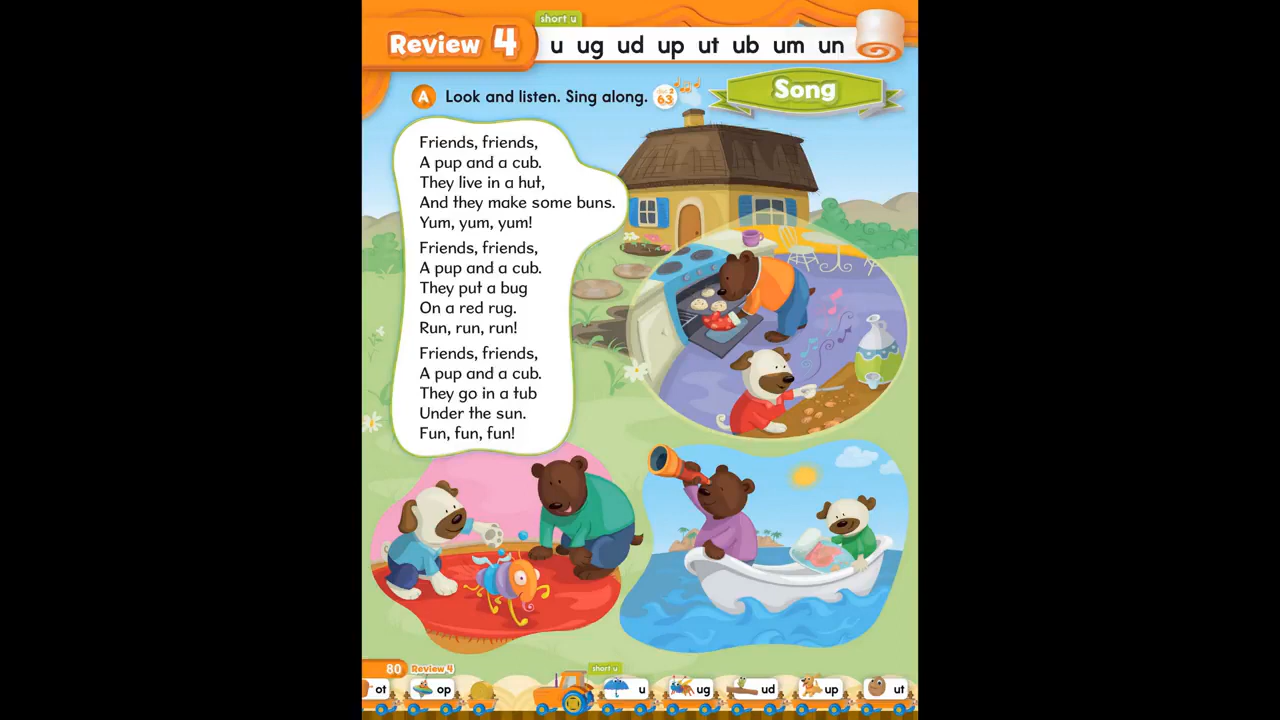 short u
Review 4
u ug ud up ut ub um un
A Look and listen. Sing along.
63
Song
Friends, friends,
A pup and a cub.
They live in a hut,
And they make some buns.
Yum, yum, yum!
Friends, friends,
A pup and a cub.
They put a bug
On a red rug.
Run, run, run!
Friends, friends,
A pup and a cub.
They go in a tub
Under the sun.
Fun, fun, fun!
80 Review 4
short u
ot op u ug ud up ut